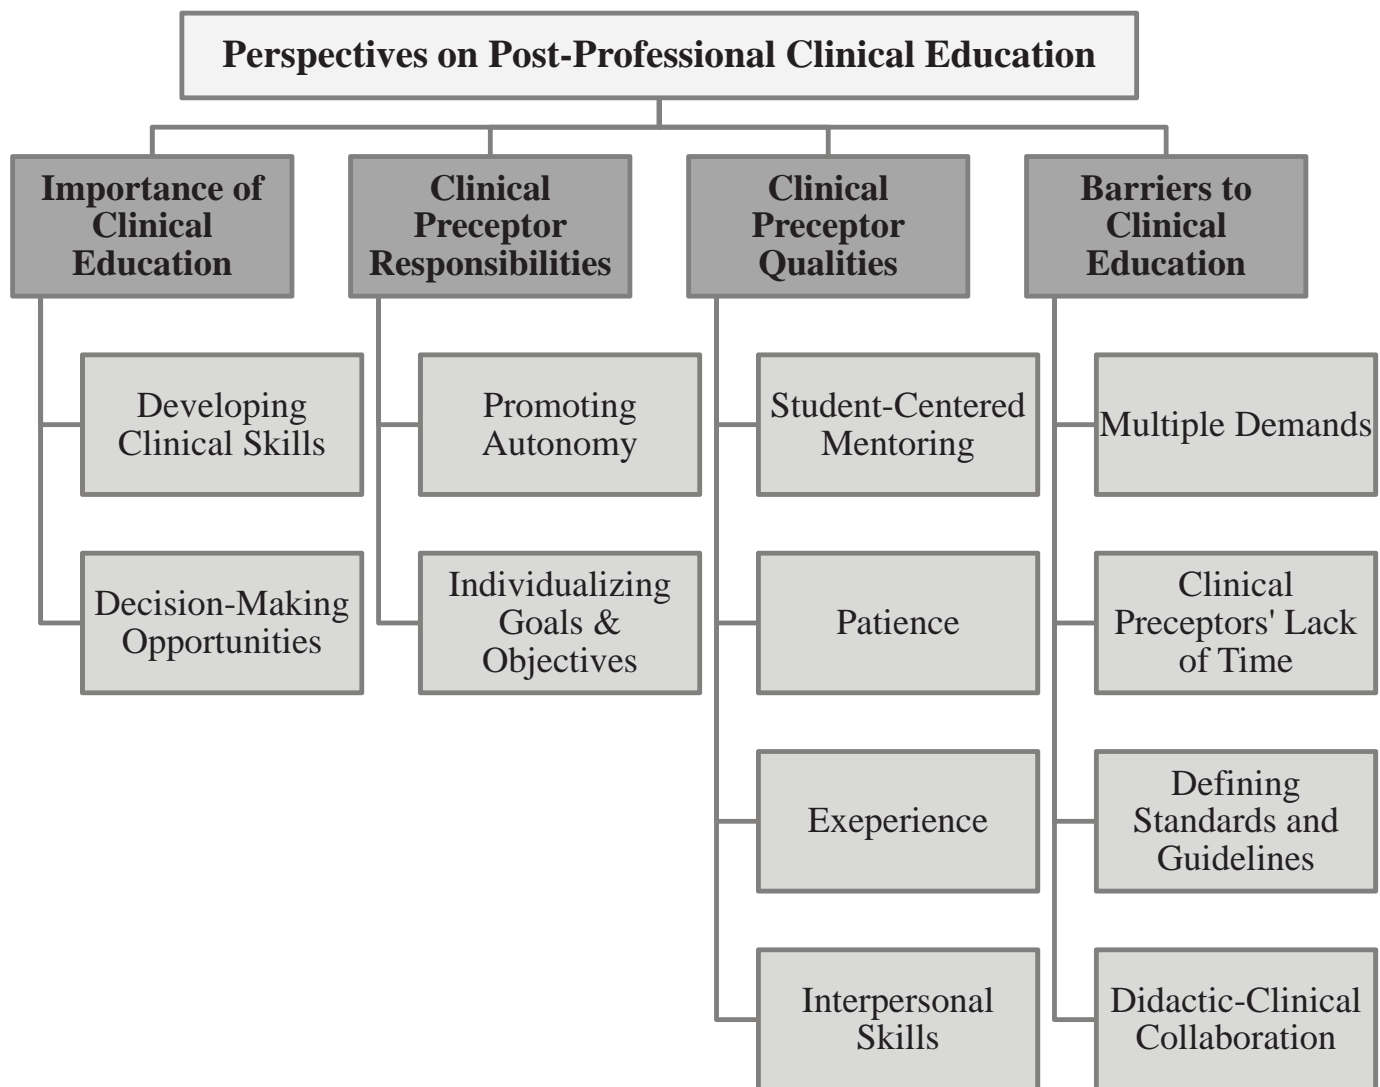 Perspectives on Post-Professional Clinical Education
Importance of
Clinical
Education
Developing
Clinical Skills
Decision-Making
Opportunities
Clinical
Preceptor
Responsibilities
Promoting
Autonomy
Individualizing
Goals &
Objectives
Clinical
Preceptor
Qualities
Student-Centered
Mentoring
Patience
Exeperience
Interpersonal
Skills
Barriers to
Clinical
Education
Multiple Demands
Clinical
Preceptors' Lack
of Time
Defining
Standards and
Guidelines
Didactic-Clinical
Collaboration